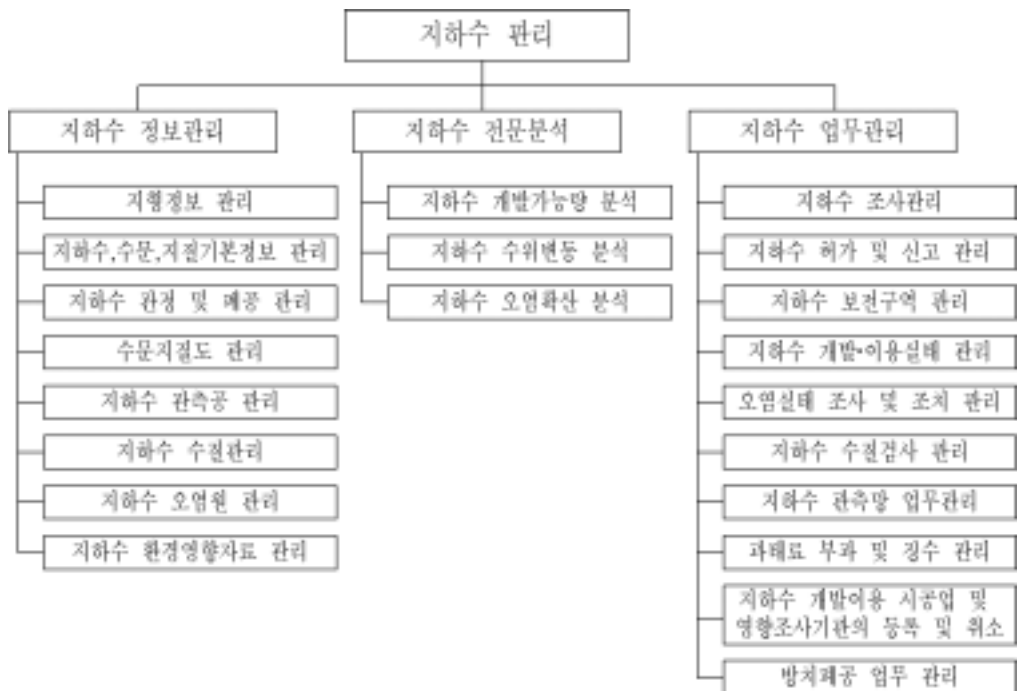 지하수 관리
지하수 정보관리
지형정보 관리
지하수,수문,지질기본정보 관리
지하수 관정 및 폐공 관리
수문지질도 관리
지하수 관측공 관리
지하수 수질관리
지하수 오염원 관리
지하수 환경영향자료 관리
지하수 전문분석
지하수 개발가능량 분석
지하수 수위변동 분석
지하수 오염확산 분석
지하수 업무관리
지하수 조사관리
지하수 허가 및 신고 관리
지하수 보전구역 관리
지하수 개발•이용실태 관리
오염실태 조사 및 조치 관리
지하수 수질검사 관리
지하수 관측망 업무관리
과태료 부과 및 징수 관리
지하수 개발이용 시공업 및
영향조사기관의 등록 및 취소
방치폐공 업무 관리